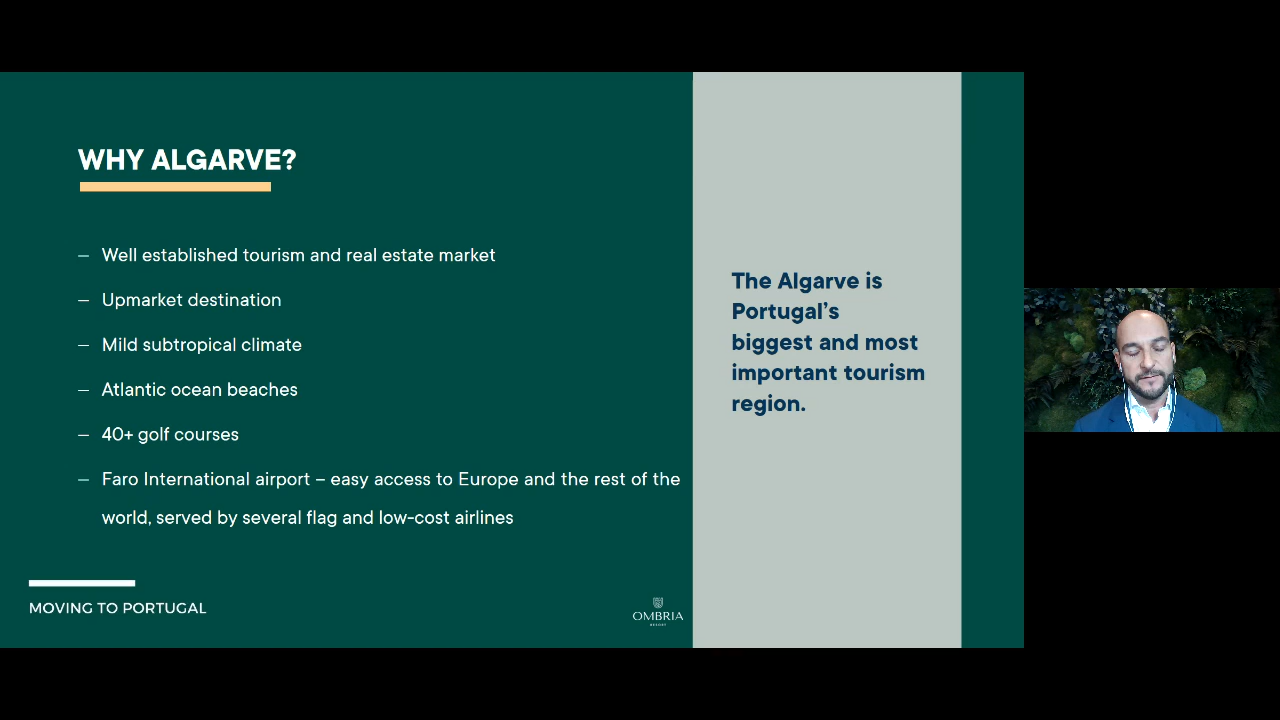 WHY ALGARVE?
– Well established tourism and real estate market
– Upmarket destination
– Mild subtropical climate
– Atlantic ocean beaches
– 40+ golf courses
– Faro International airport – easy access to Europe and the rest of the
world, served by several flag and low-cost airlines
The Algarve is
Portugal’s
biggest and most
important tourism
region.
MOVING TO PORTUGAL
OMBRIA
RESORT